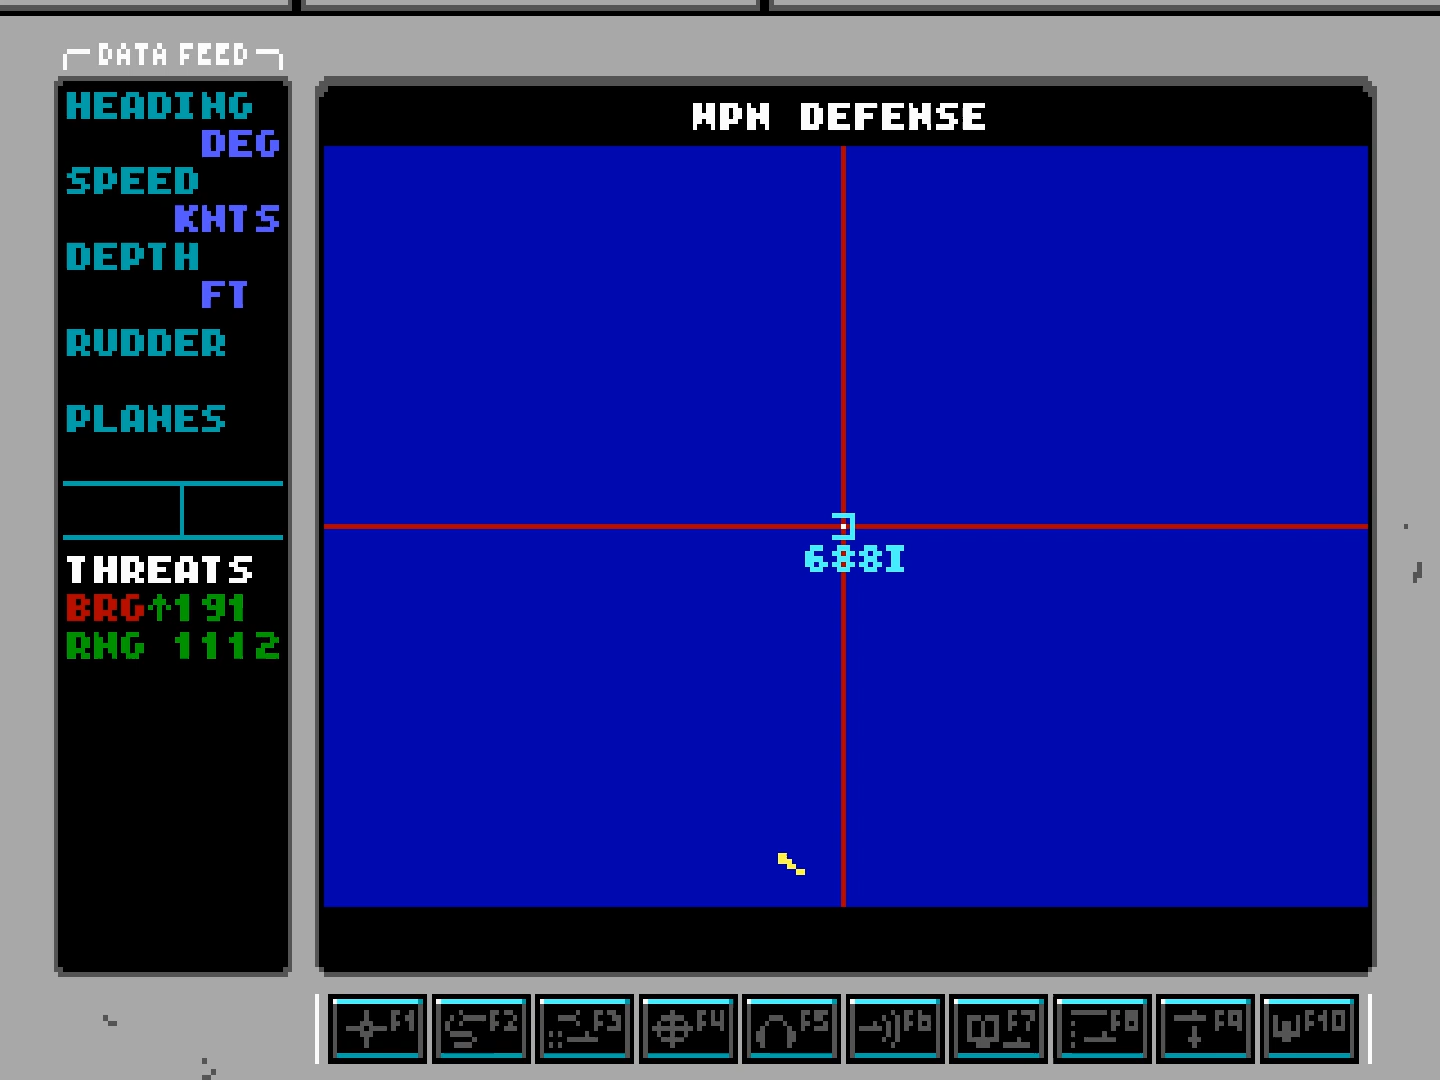 DATA FEED
HEADING
DEG
SPEED
KNTS
DEPTH
FT
RUDDER
PLANES
THREATS
BRG↑191
RNG 1112
WPN DEFENSE
688I
F1 F2 F3 F4 F5 F6 F7 F8 F9 F10